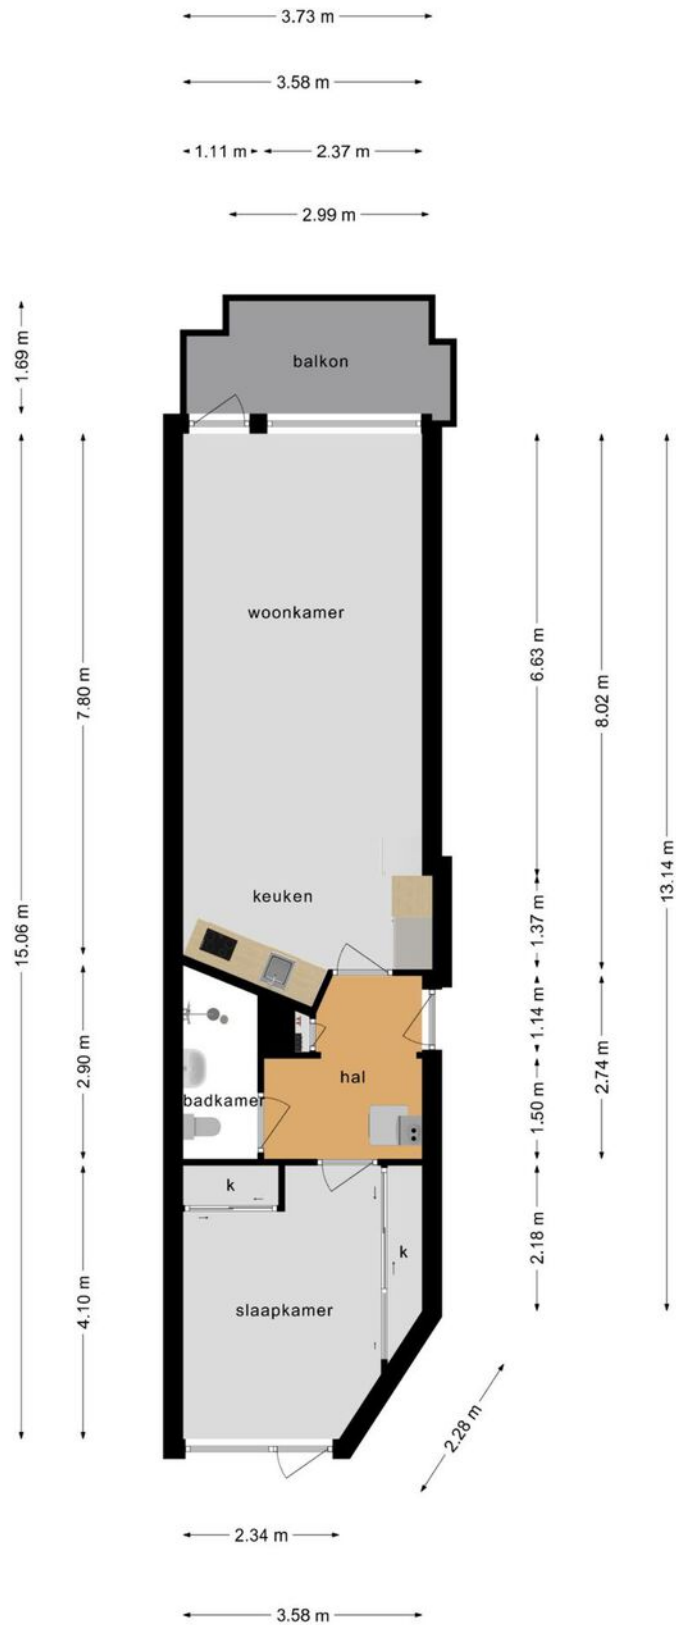 3.73 m
3.58 m
1.11 m
2.37 m
2.99 m
1.69 m
balkon
woonkamer
6.63 m
7.80 m
8.02 m
13.14 m
keuken
1.37 m
15.06 m
1.14 m
2.90 m
2.74 m
hal
badkamer
1.50 m
k
2.18 m
k
4.10 m
slaapkamer
2.28 m
2.34 m
3.58 m